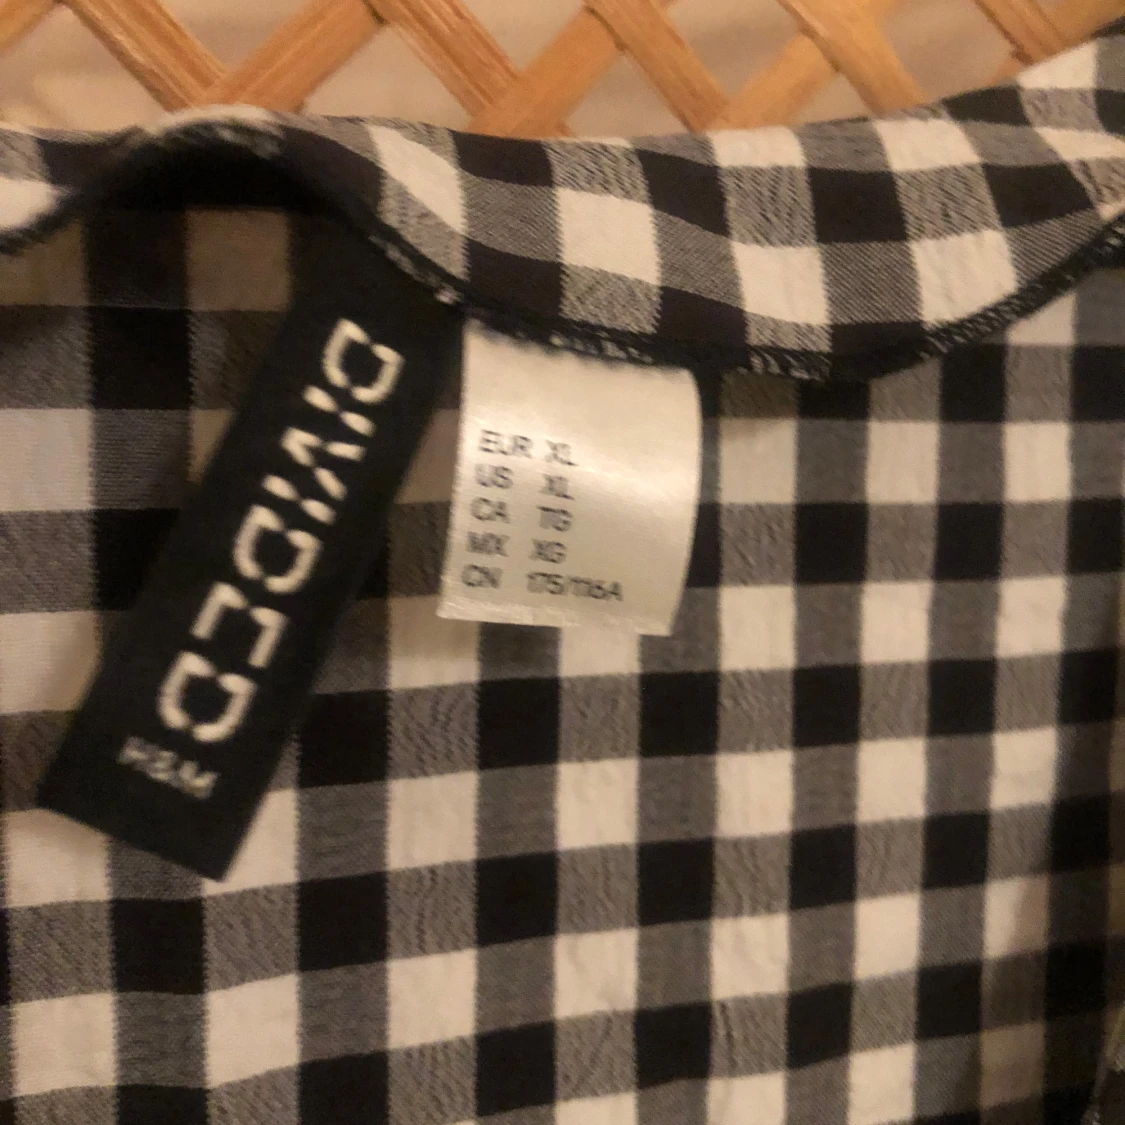 DIVIDED
H&M
EUR XL
US XL
CA TG
MX XG
CN 175/116A